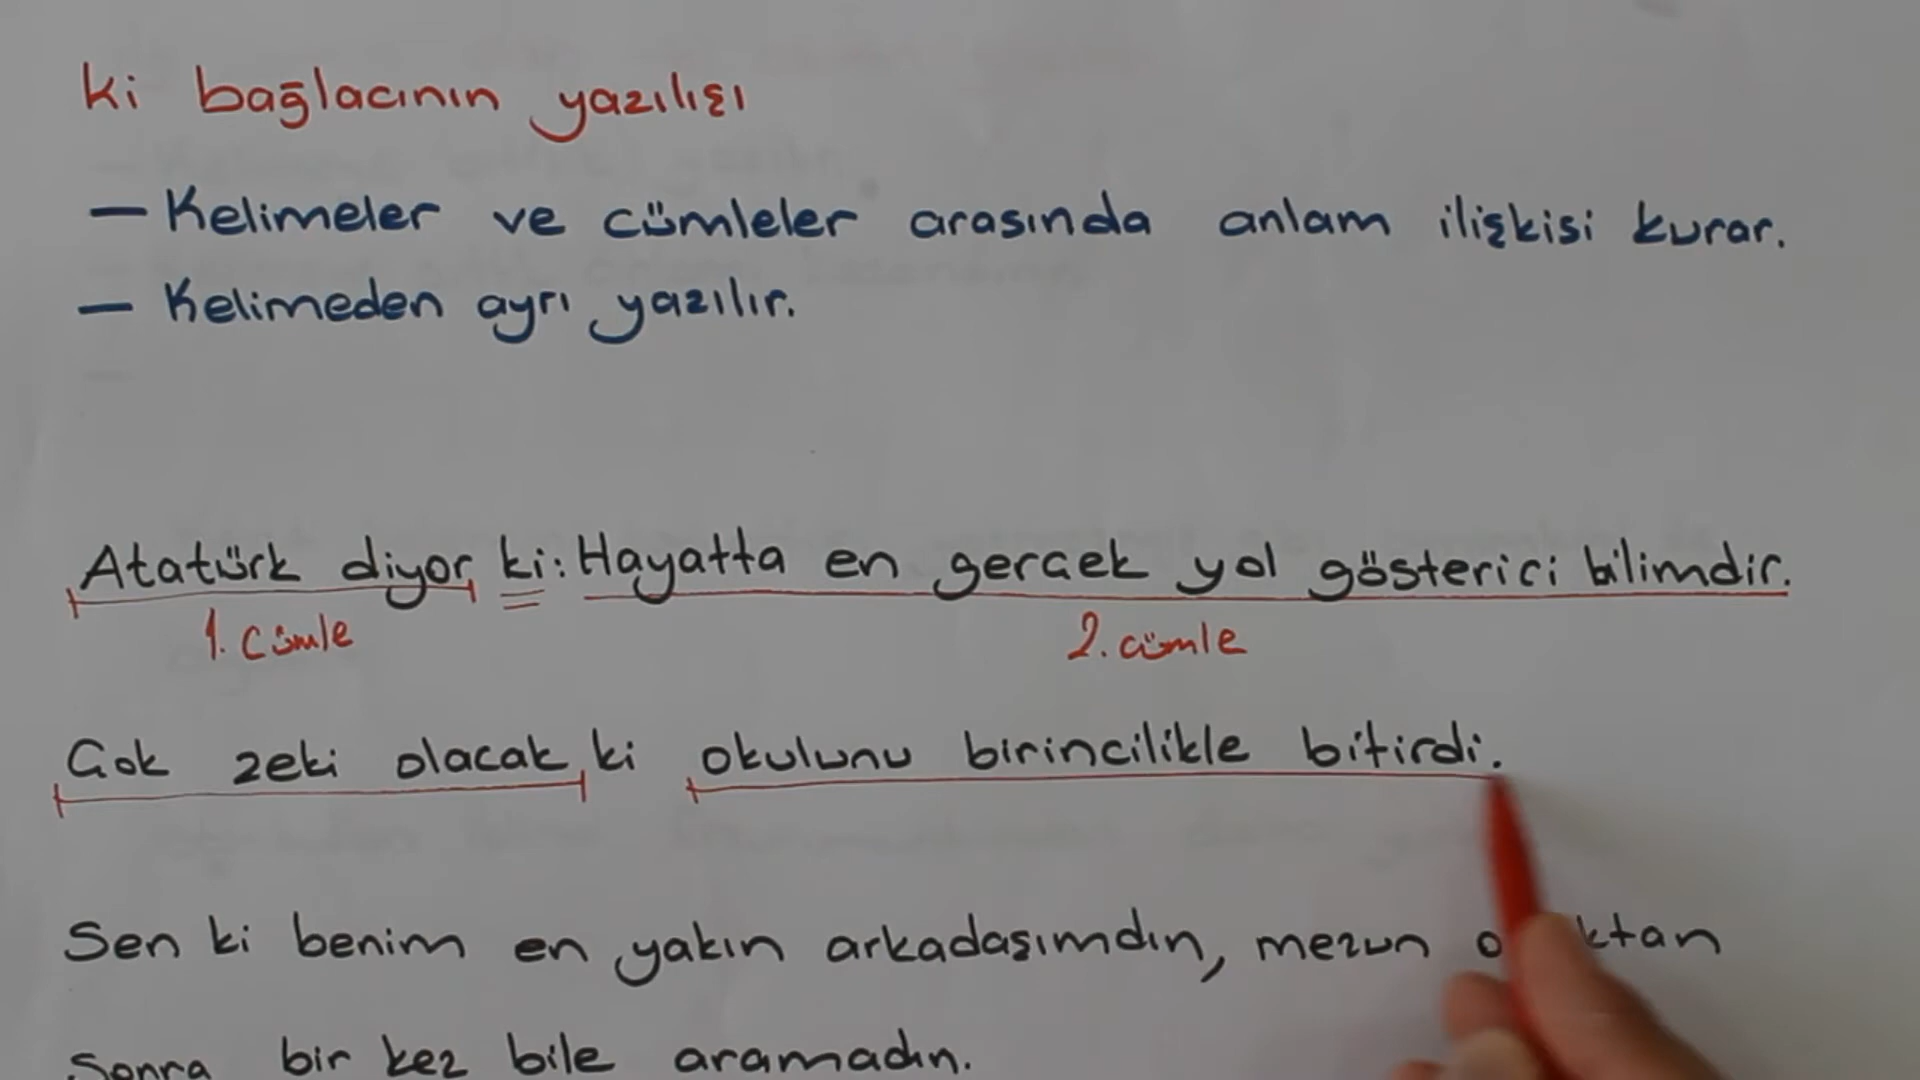 ki bağlacının yazılışı
— Kelimeler ve cümleler arasında anlam ilişkisi kurar.
— Kelimeden ayrı yazılır.
Atatürk diyor ki: Hayatta en gerçek yol gösterici bilimdir.
1. cümle 2. cümle
Çok zeki olacak ki okulunu birincilikle bitirdi.
Sen ki benim en yakın arkadaşımdın, mezun
Sonra bir kez bile aramadın.